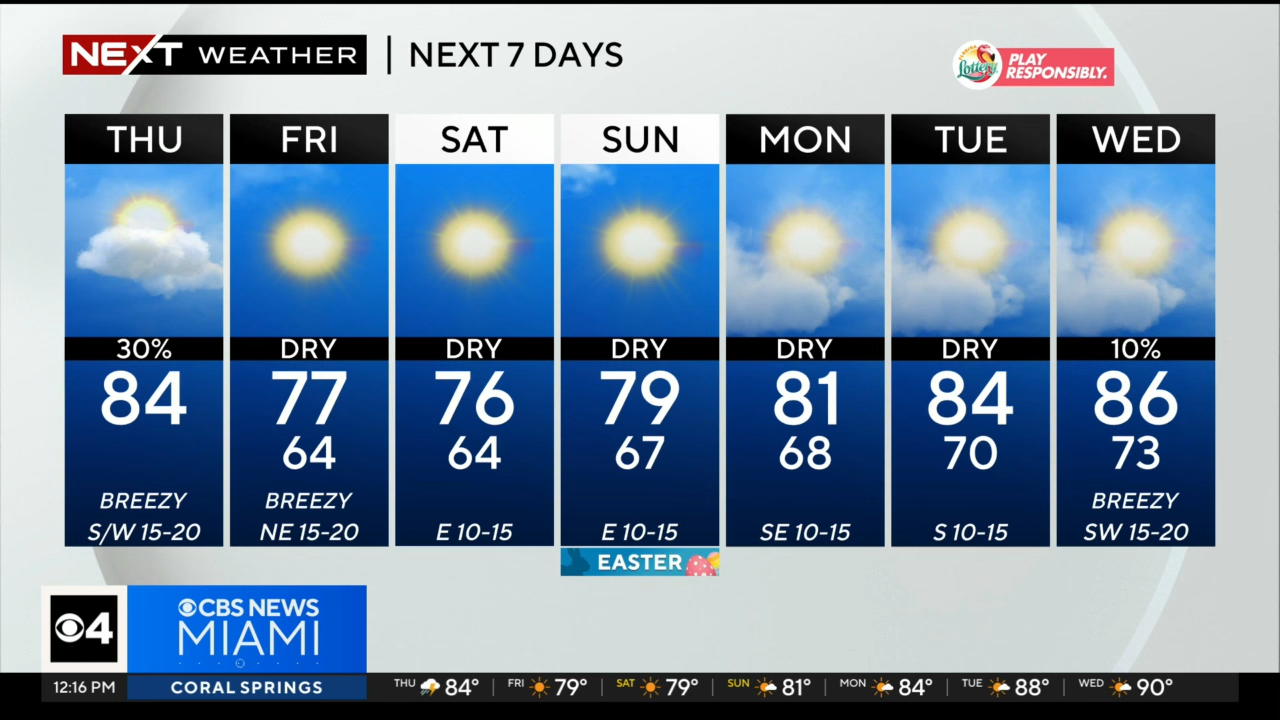 NEXT WEATHER | NEXT 7 DAYS
FLORIDA Lottery PLAY RESPONSIBLY.
THU FRI SAT SUN MON TUE WED
30% DRY DRY DRY DRY DRY 10%
84 77 76 79 81 84 86
64 64 67 68 70 73
BREEZY BREEZY BREEZY
S/W 15-20 NE 15-20 E 10-15 E 10-15 SE 10-15 S 10-15 SW 15-20
EASTER
4 CBS NEWS
MIAMI
12:16 PM CORAL SPRINGS THU 84° | FRI 79° | SAT 79° | SUN 81° | MON 84° | TUE 88° | WED 90°